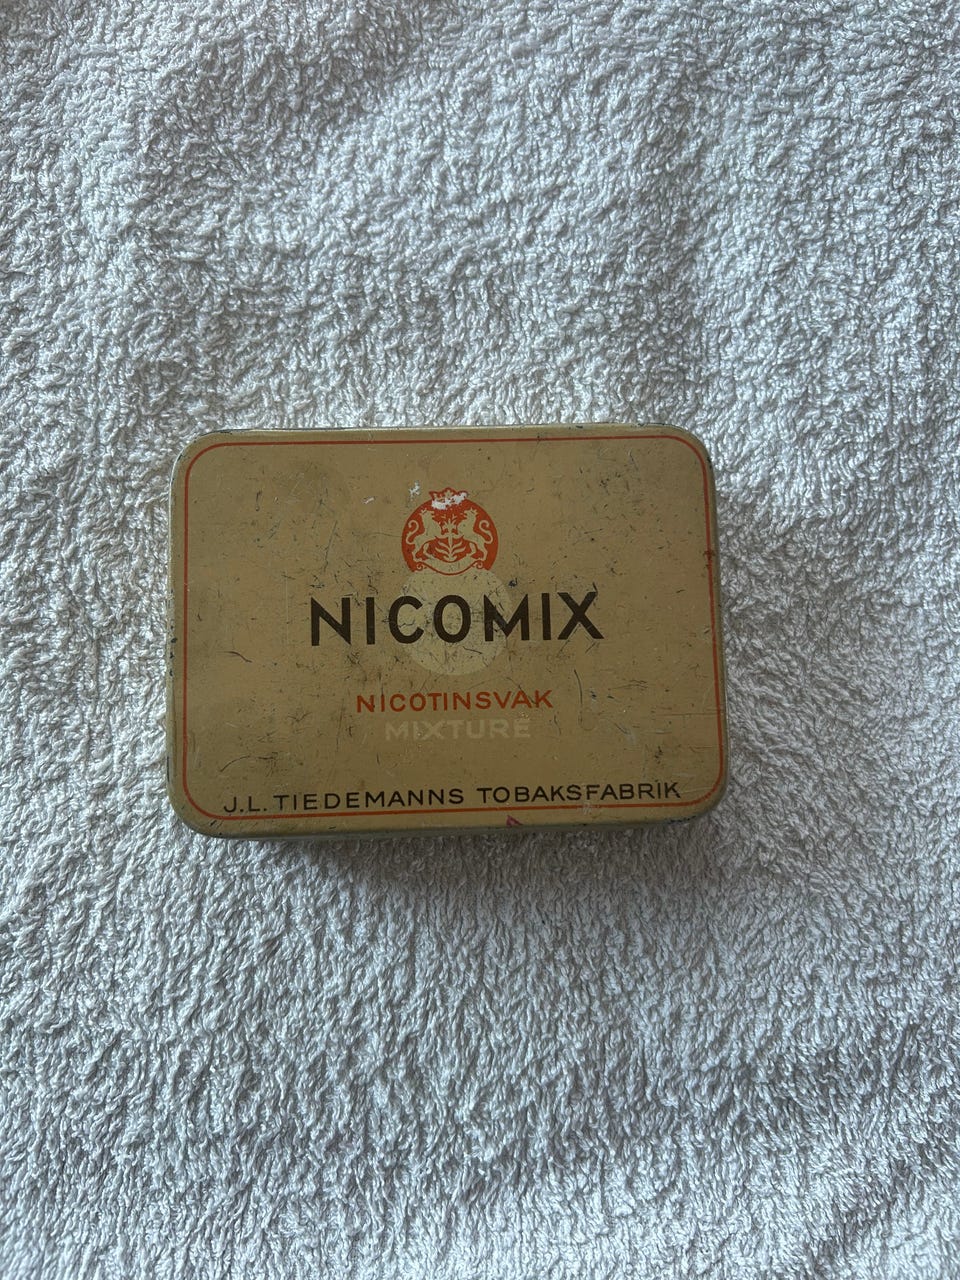 NICOMIX
NICOTINSVAK
MIXTURE
J.L. TIEDEMANNS TOBAKSFABRIK